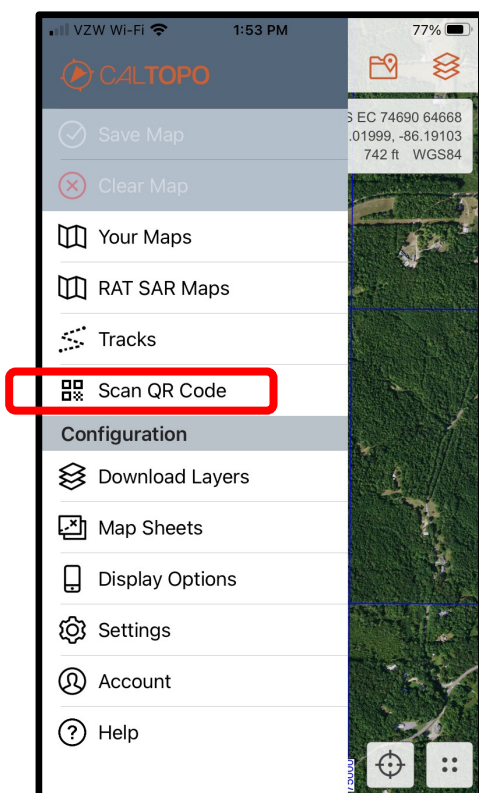 VZW Wi-Fi 1:53 PM 77%
CALTOPO
EC 74690 64668
.01999, -86.19103
742 ft WGS84
Save Map
Clear Map
Your Maps
RAT SAR Maps
Tracks
Scan QR Code
Configuration
Download Layers
Map Sheets
Display Options
Settings
Account
Help